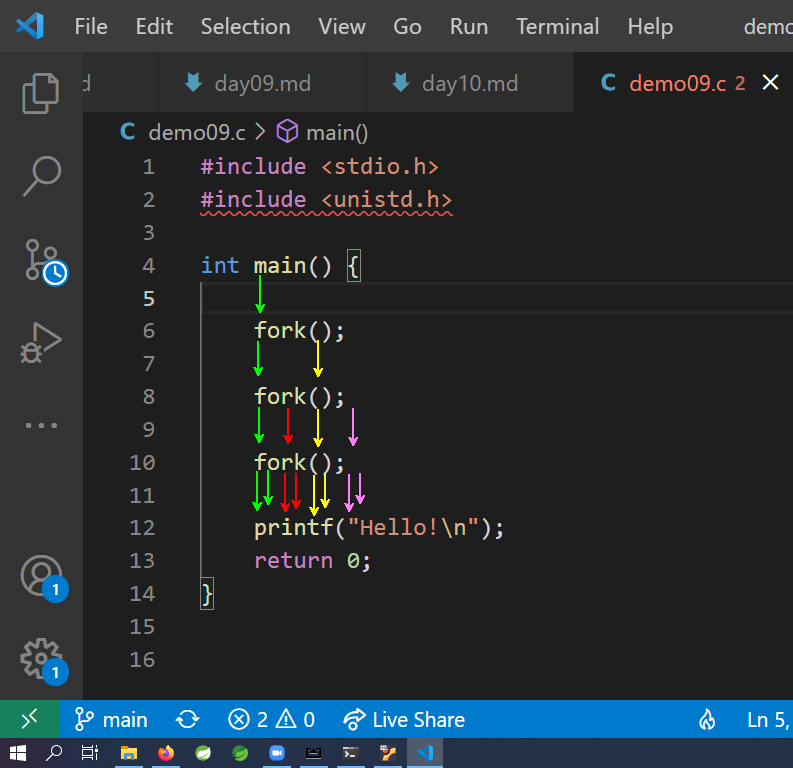 File Edit Selection View Go Run Terminal Help demo
d day09.md day10.md C demo09.c 2
C demo09.c > main()
1 #include <stdio.h>
2 #include <unistd.h>
3
4 int main() {
5
6 fork();
7
8 fork();
9
10 fork();
11
12 printf("Hello!\n");
13 return 0;
14 }
15
16
1
1
main 2 0 Live Share Ln 5,